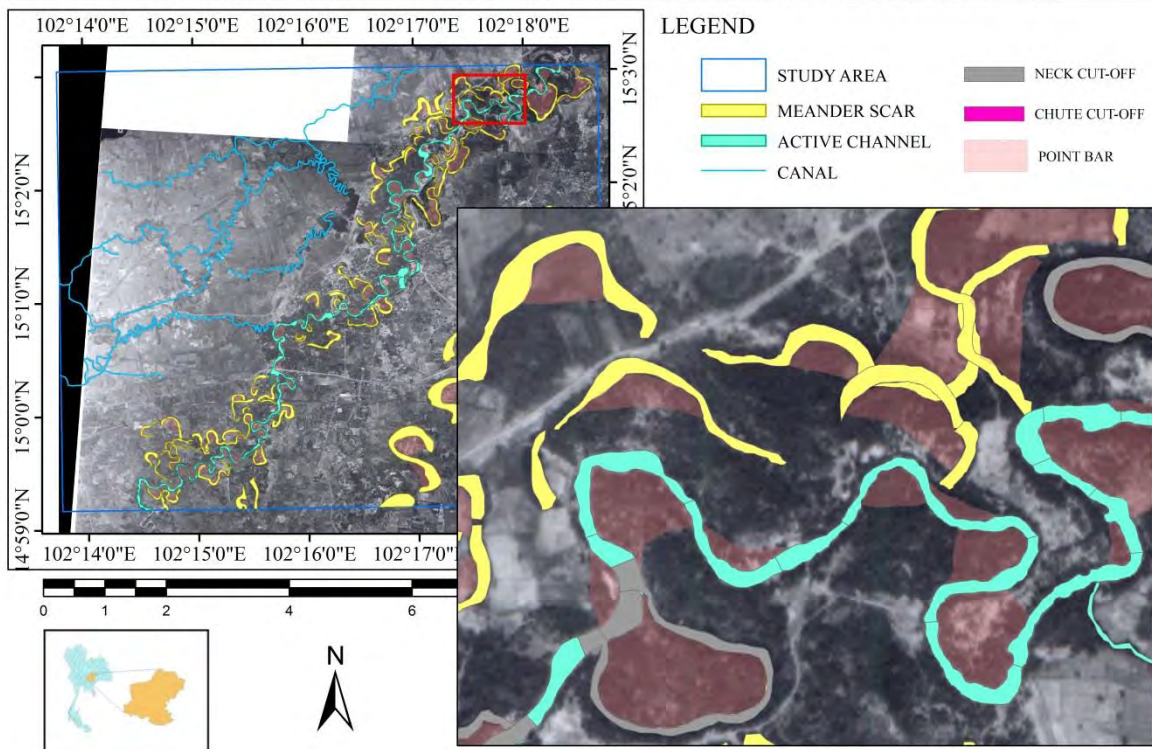 102°14'0"E 102°15'0"E 102°16'0"E 102°17'0"E 102°18'0"E
LEGEND
STUDY AREA
MEANDER SCAR
ACTIVE CHANNEL
CANAL
NECK CUT-OFF
CHUTE CUT-OFF
POINT BAR
15°3'0"N
15°2'0"N
15°2'0"N
15°1'0"N
15°0'0"N
14°59'0"N
102°14'0"E 102°15'0"E 102°16'0"E 102°17'0"E
0 1 2 4 6
N